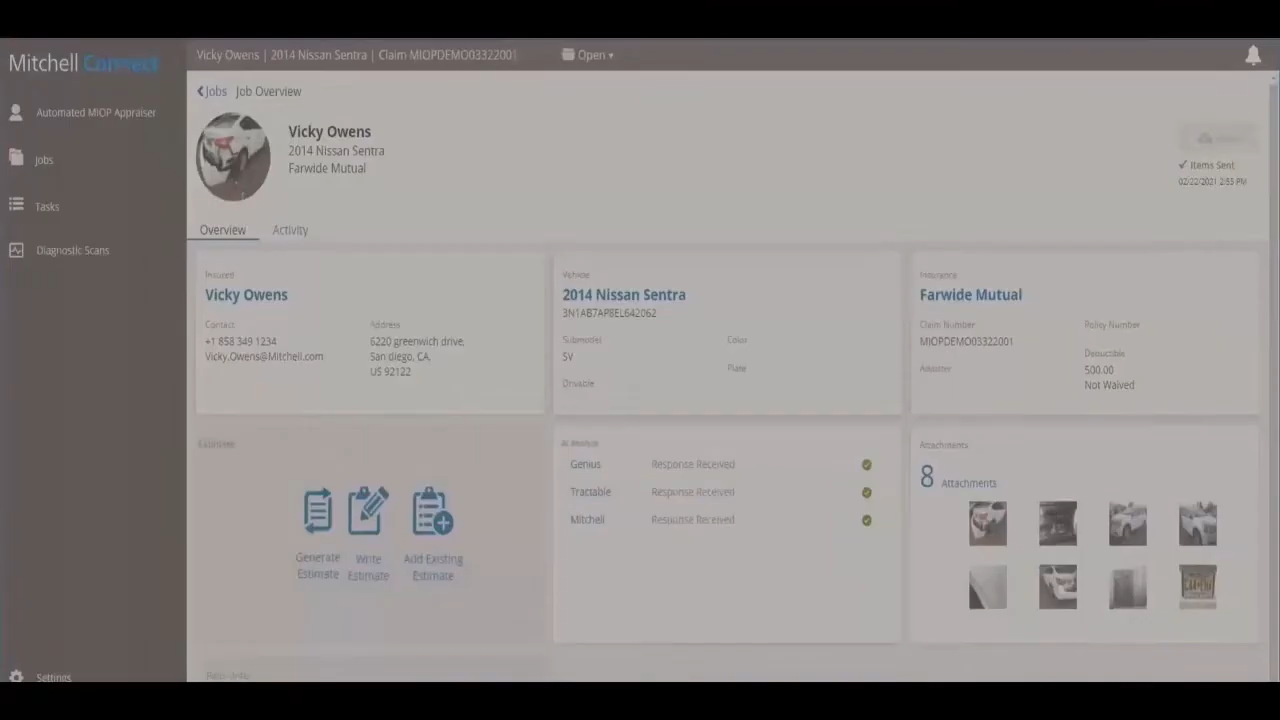 Mitchell Connect
Vicky Owens | 2014 Nissan Sentra | Claim MIOPDEMO03322001
Open
Automated MIOP Appraiser
Jobs
Tasks
Diagnostic Scans
Settings
Jobs Job Overview
Vicky Owens
2014 Nissan Sentra
Farwide Mutual
Items Sent
02/22/2021 2:55 PM
Overview Activity
Insured
Vicky Owens
Contact
+1 858 349 1234
Vicky.Owens@Mitchell.com
Address
6220 greenwich drive,
San diego, CA,
US 92122
Vehicle
2014 Nissan Sentra
3N1AB7AP8EL642062
Submodel
SV
Drivable
Color
Plate
Insurance
Farwide Mutual
Claim Number
MIOPDEMO03322001
Adjuster
Policy Number
Deductible
500.00
Not Waived
Estimate
Generate Estimate
Write Estimate
Add Existing Estimate
AI Analysis
Genius Response Received
Tractable Response Received
Mitchell Response Received
Attachments
8 Attachments